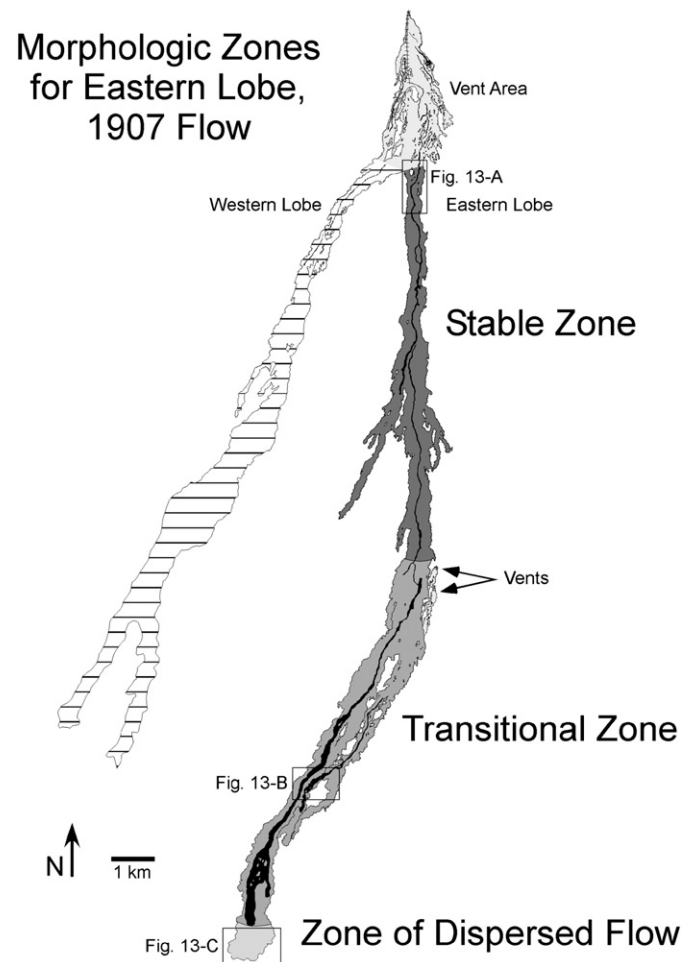 Morphologic Zones
for Eastern Lobe,
1907 Flow
Vent Area
Fig. 13-A
Western Lobe
Eastern Lobe
Stable Zone
Vents
Transitional Zone
Fig. 13-B
N
1 km
Zone of Dispersed Flow
Fig. 13-C